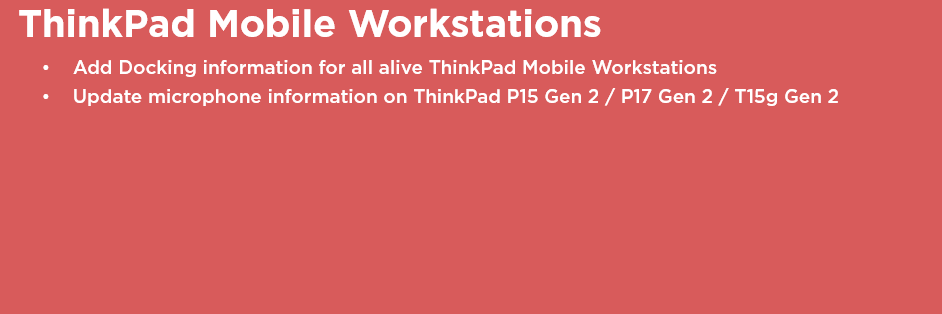 ThinkPad Mobile Workstations
• Add Docking information for all alive ThinkPad Mobile Workstations
• Update microphone information on ThinkPad P15 Gen 2 / P17 Gen 2 / T15g Gen 2